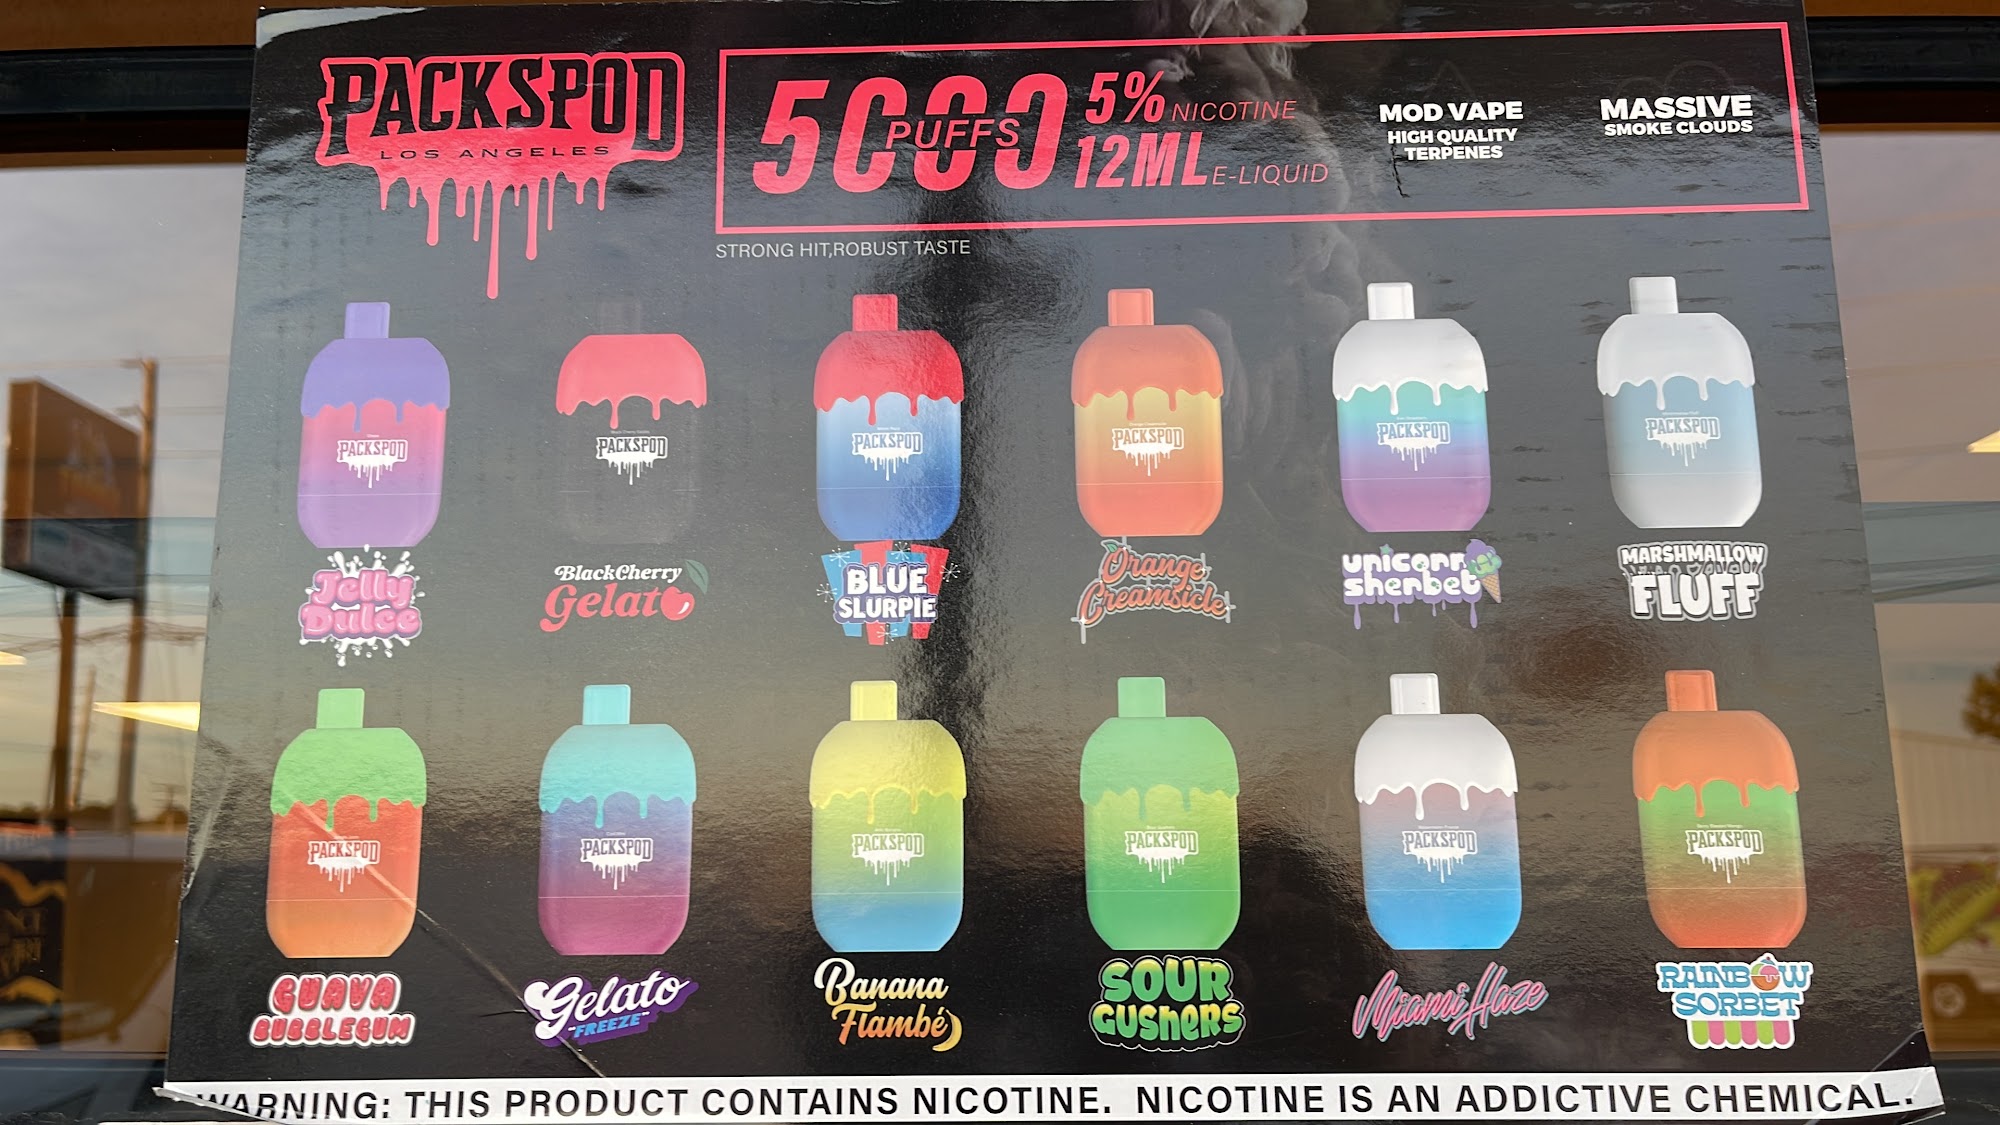 PACKSPOD
LOS ANGELES
5000
PUFFS
5% NICOTINE
12ML E-LIQUID
MOD VAPE
HIGH QUALITY
TERPENES
MASSIVE
SMOKE CLOUDS
STRONG HIT,ROBUST TASTE
PACKSPOD
PACKSPOD
PACKSPOD
PACKSPOD
PACKSPOD
PACKSPOD
Jelly
Dulce
BlackCherry
Gelato
BLUE
SLURPIE
Orange
Creamsicle
unicorn
sherbet
MARSHMALLOW
FLUFF
PACKSPOD
PACKSPOD
PACKSPOD
PACKSPOD
PACKSPOD
PACKSPOD
GUAVA
BUBBLEGUM
Gelato
"FREEZE"
Banana
Flambé
SOUR
GUSHERS
Miami Haze
RAINBOW
SORBET
WARNING: THIS PRODUCT CONTAINS NICOTINE. NICOTINE IS AN ADDICTIVE CHEMICAL.